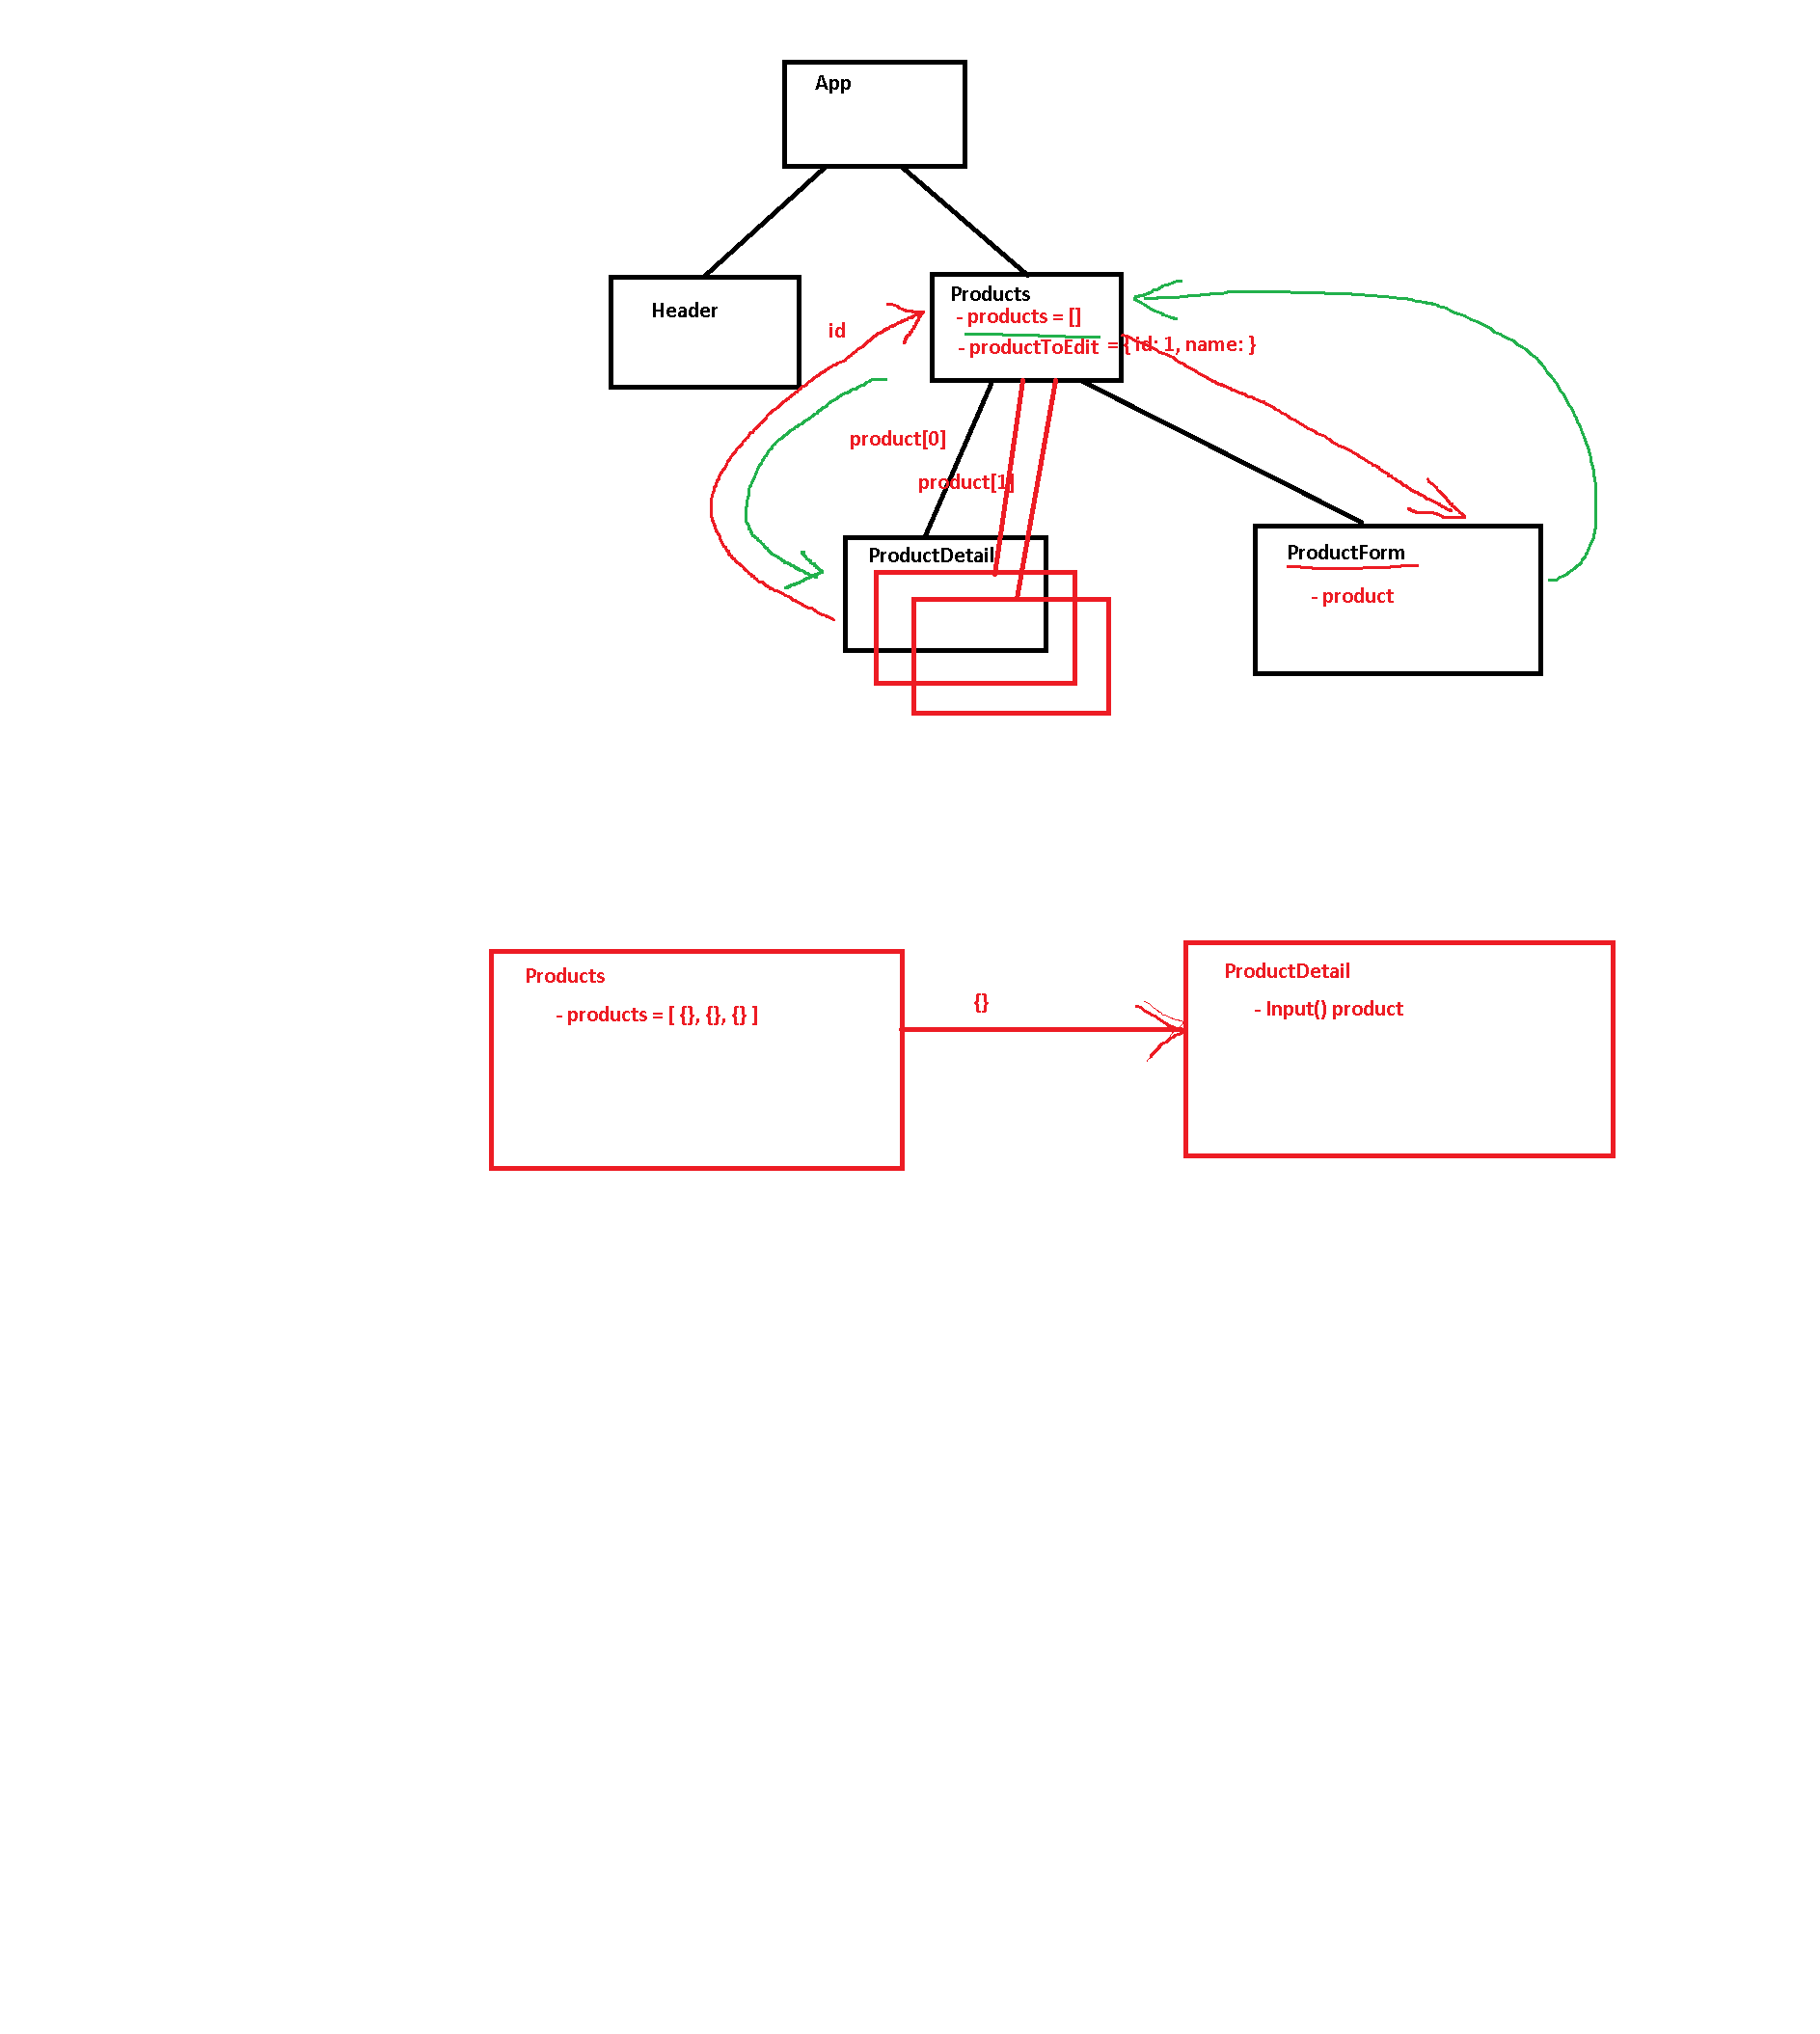 App
Header
Products
- products = []
- productToEdit = { id: 1, name: }
id
product[0]
product[1]
ProductDetail
ProductForm
- product
Products
- products = [ {}, {}, {} ]
{}
ProductDetail
- Input() product